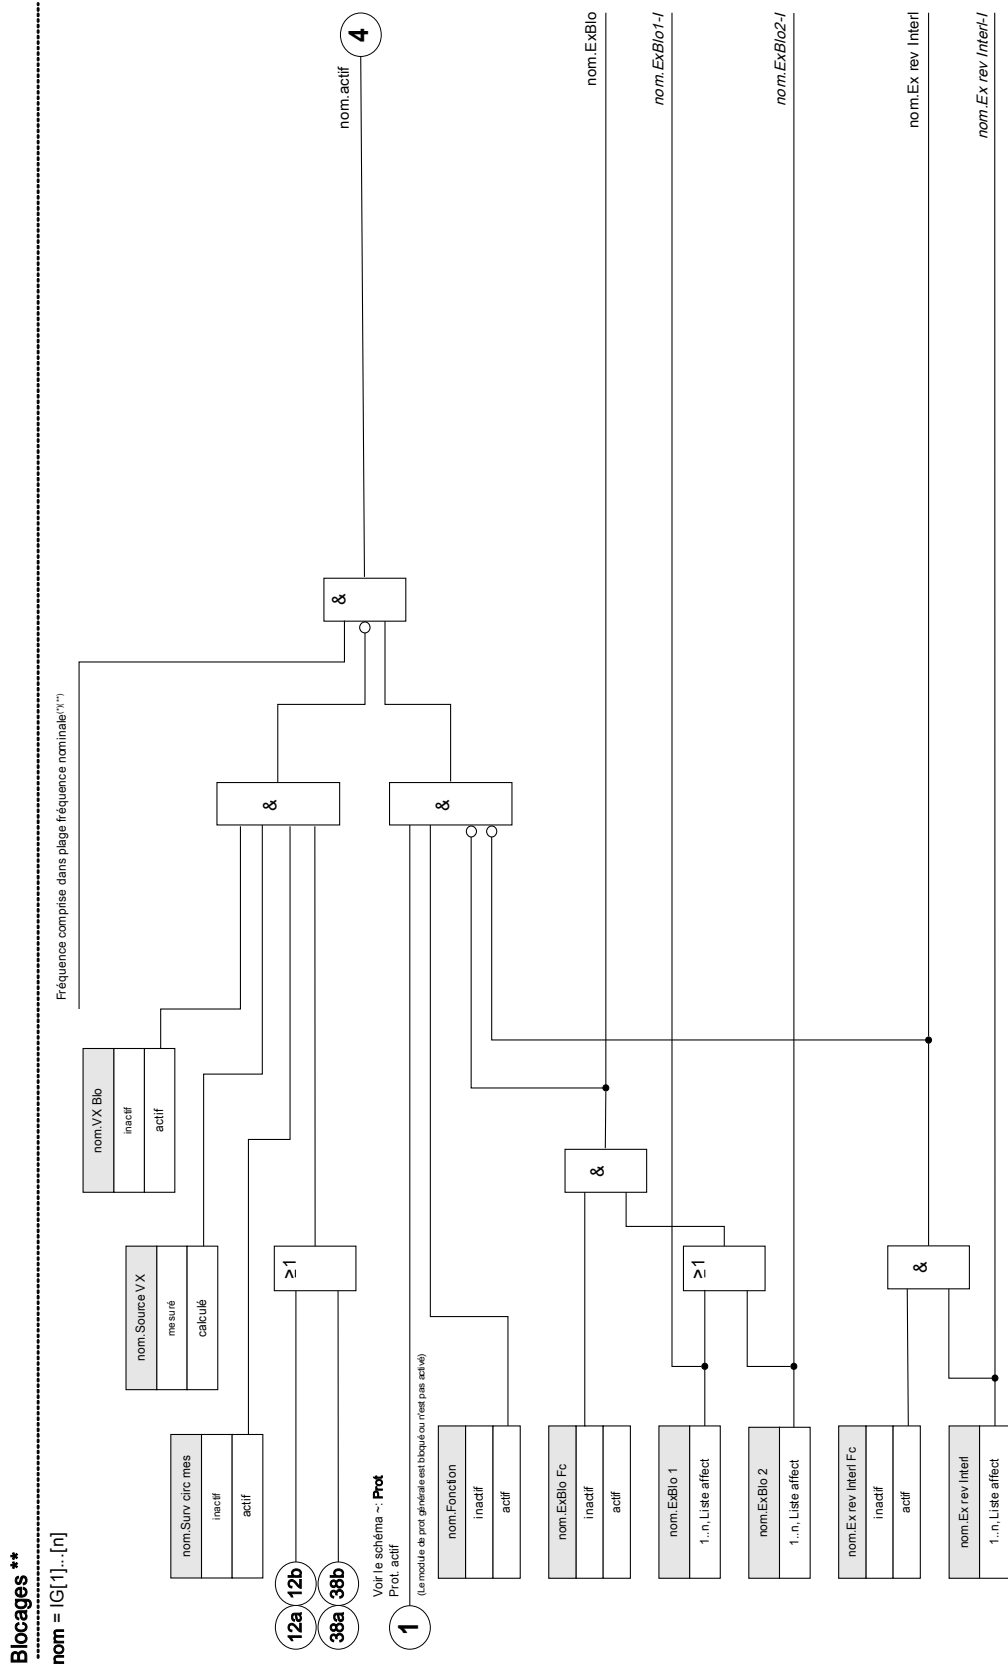 Blocages **
nom = IG[1]...[n]
Fréquence comprise dans plage fréquence nominale
nom.VX Blo
inactif
actif
nom.Source VX
mesuré
calculé
nom.Surv circ mes
inactif
actif
12a 12b
38a 38b
≥1
&
&
&
nom.actif
4
Voir le schéma ~: Prot
Prot. actif
1
(Le module de prot générale est bloqué ou n'est pas activé)
nom.Fonction
inactif
actif
nom.ExBlo Fc
inactif
actif
&
nom.ExBlo
nom.ExBlo 1
1..n, Liste affect
≥1
nom.ExBlo1-I
nom.ExBlo 2
1..n, Liste affect
nom.ExBlo2-I
nom.Ex rev Interl Fc
inactif
actif
&
nom.Ex rev Interl
nom.Ex rev Interl
1..n, Liste affect
nom.Ex rev Interl-I